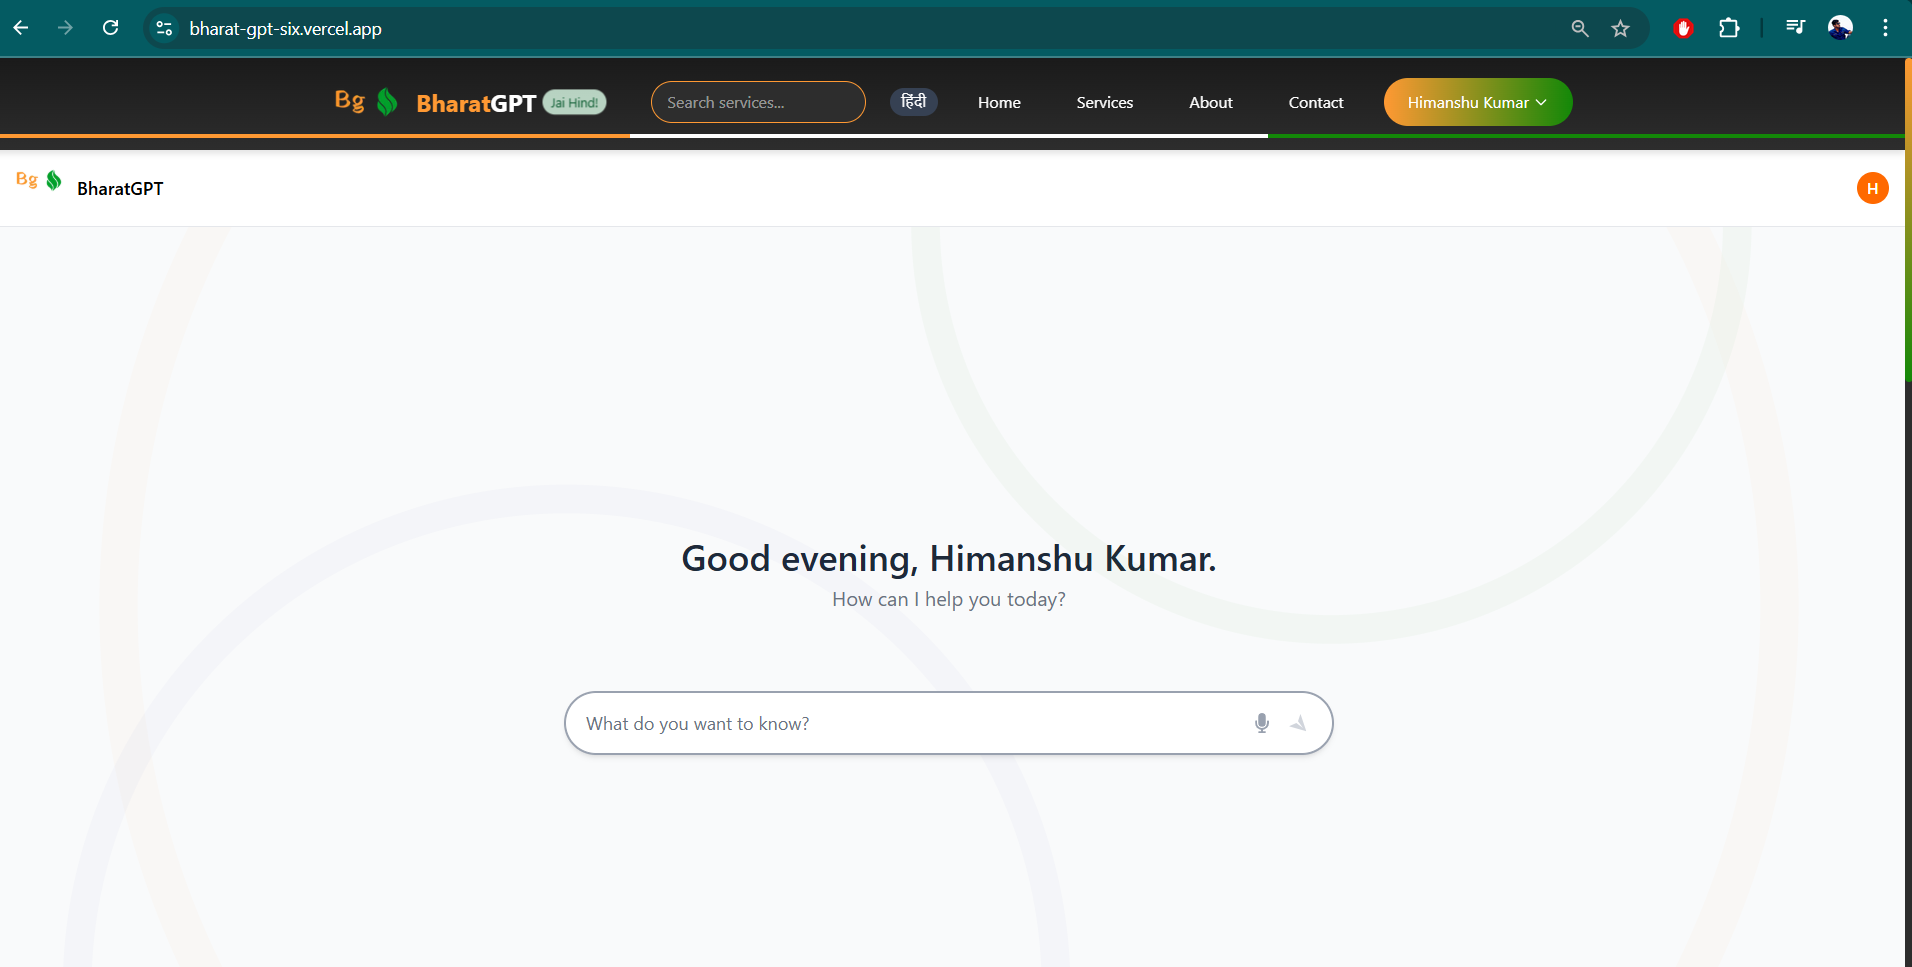 bharat-gpt-six.vercel.app
Bg BharatGPT Jai Hind! Search services... हिंदी Home Services About Contact Himanshu Kumar
Bg BharatGPT H
Good evening, Himanshu Kumar.
How can I help you today?
What do you want to know?